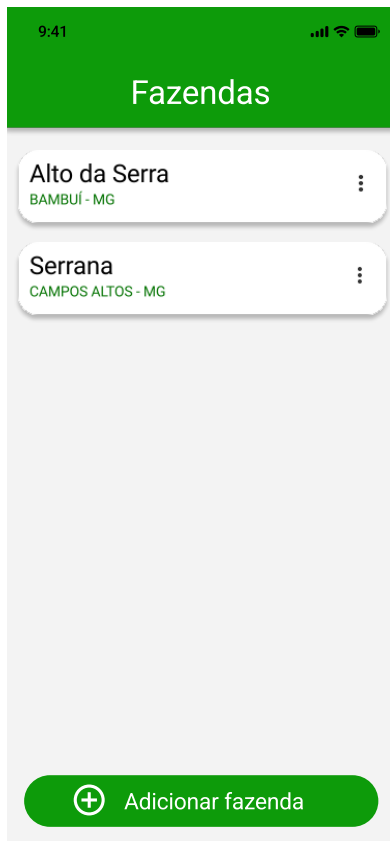 9:41
Fazendas
Alto da Serra
BAMBUÍ - MG
Serrana
CAMPOS ALTOS - MG
Adicionar fazenda